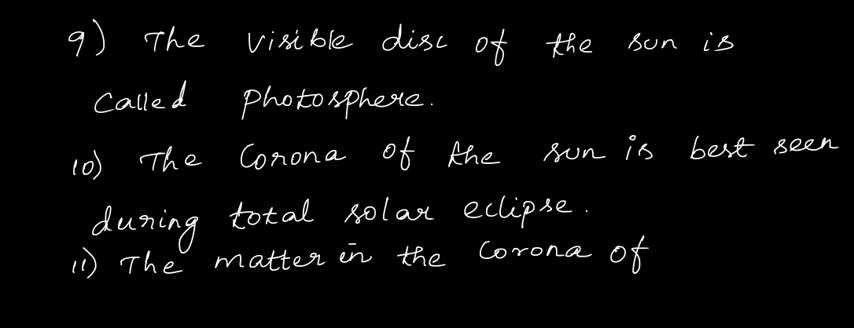 9) The visible disc of the sun is
called photosphere.
10) The Corona of the sun is best seen
during total solar eclipse.
11) The matter in the Corona of